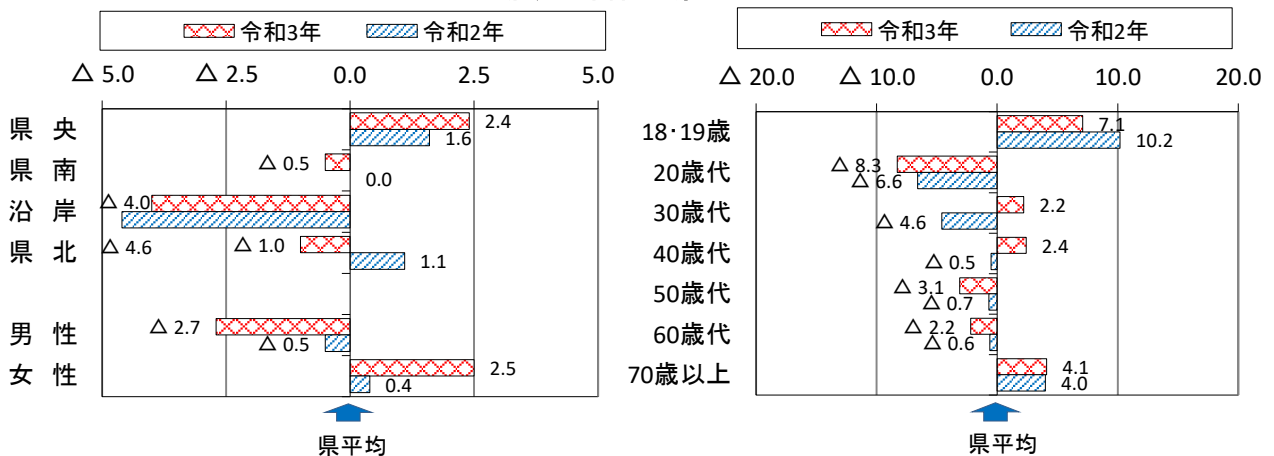 令和3年 令和2年
△ 5.0 △ 2.5 0.0 2.5 5.0
県 央 2.4
1.6
県 南 △ 0.5
0.0
沿 岸 △ 4.0
△ 4.6
県 北 △ 1.0
1.1
男 性 △ 2.7
△ 0.5
女 性 2.5
0.4
県平均
令和3年 令和2年
△ 20.0 △ 10.0 0.0 10.0 20.0
18・19歳 7.1
10.2
20歳代 △ 8.3
△ 6.6
30歳代 2.2
△ 4.6
40歳代 2.4
△ 0.5
50歳代 △ 3.1
△ 0.7
60歳代 △ 2.2
△ 0.6
70歳以上 4.1
4.0
県平均